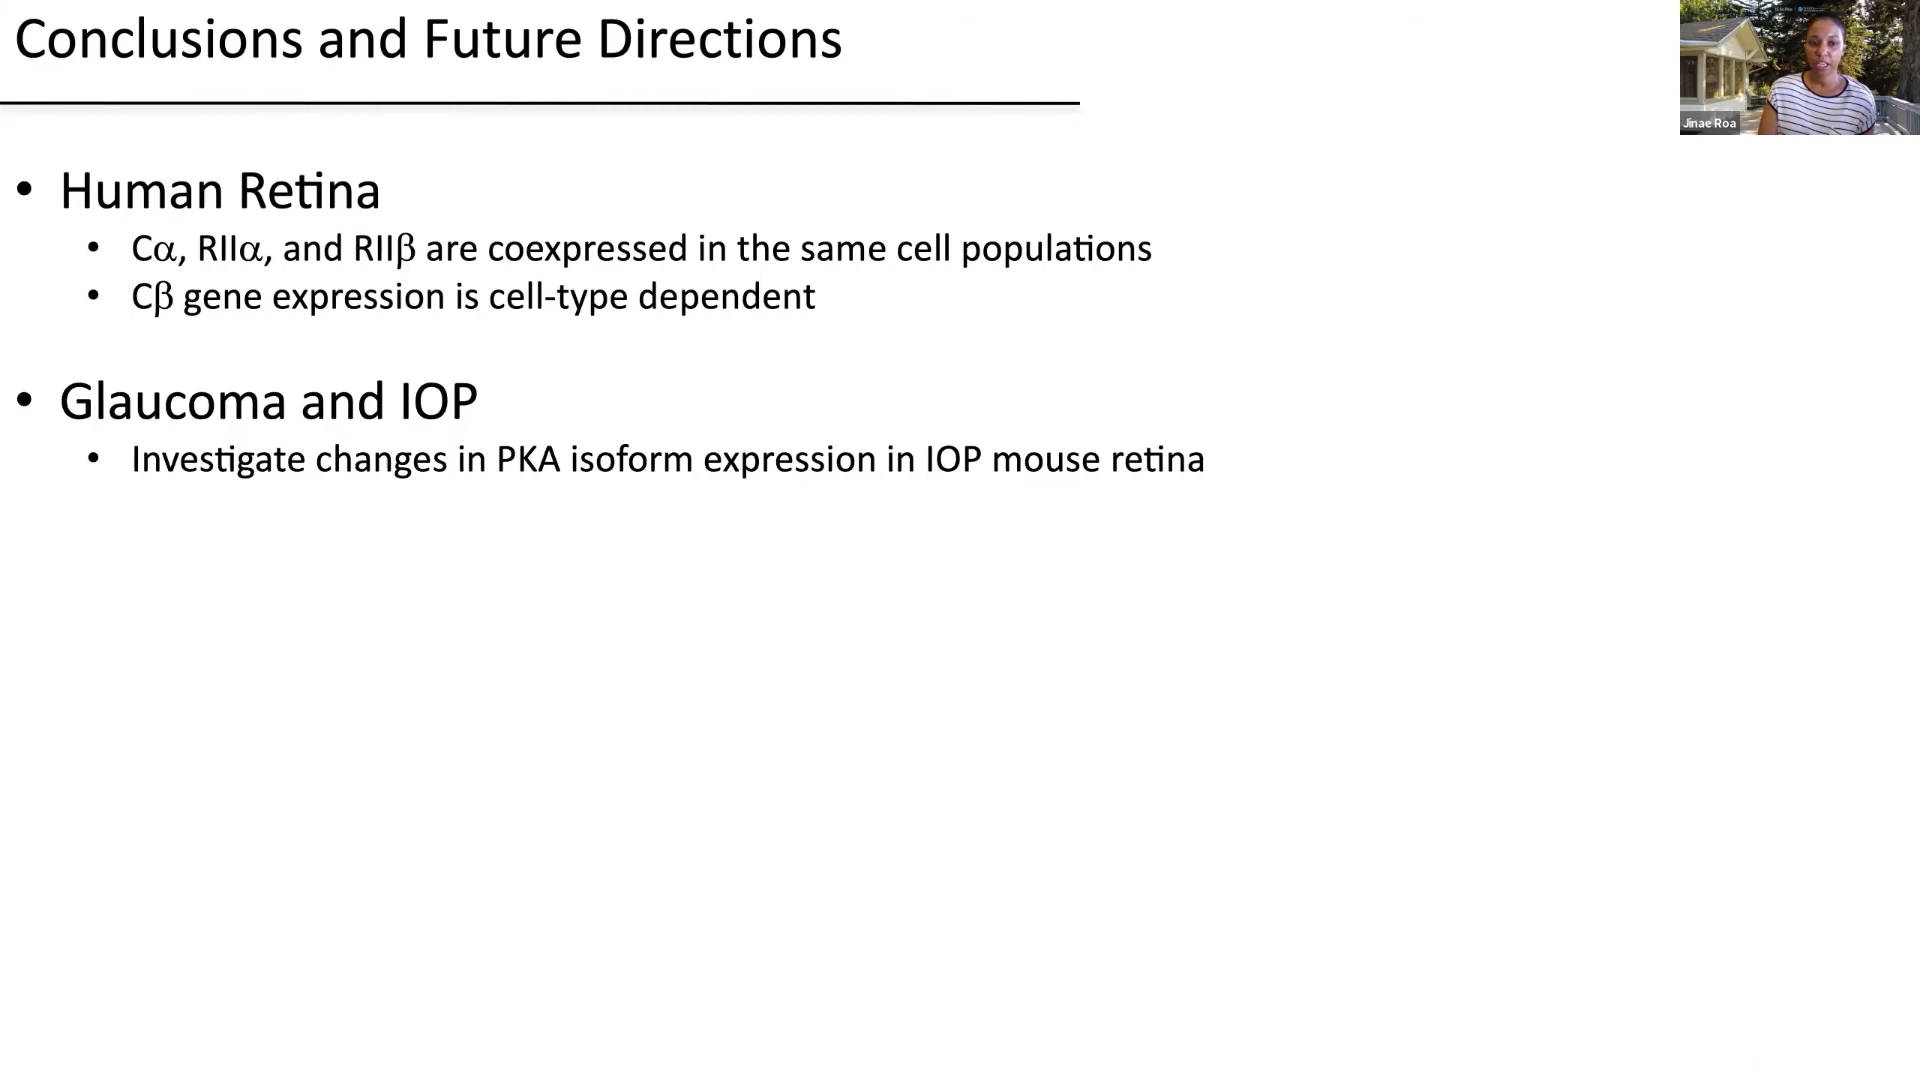 Conclusions and Future Directions
Jinae Roa
• Human Retina
• Cα, RIIα, and RIIβ are coexpressed in the same cell populations
• Cβ gene expression is cell-type dependent
• Glaucoma and IOP
• Investigate changes in PKA isoform expression in IOP mouse retina